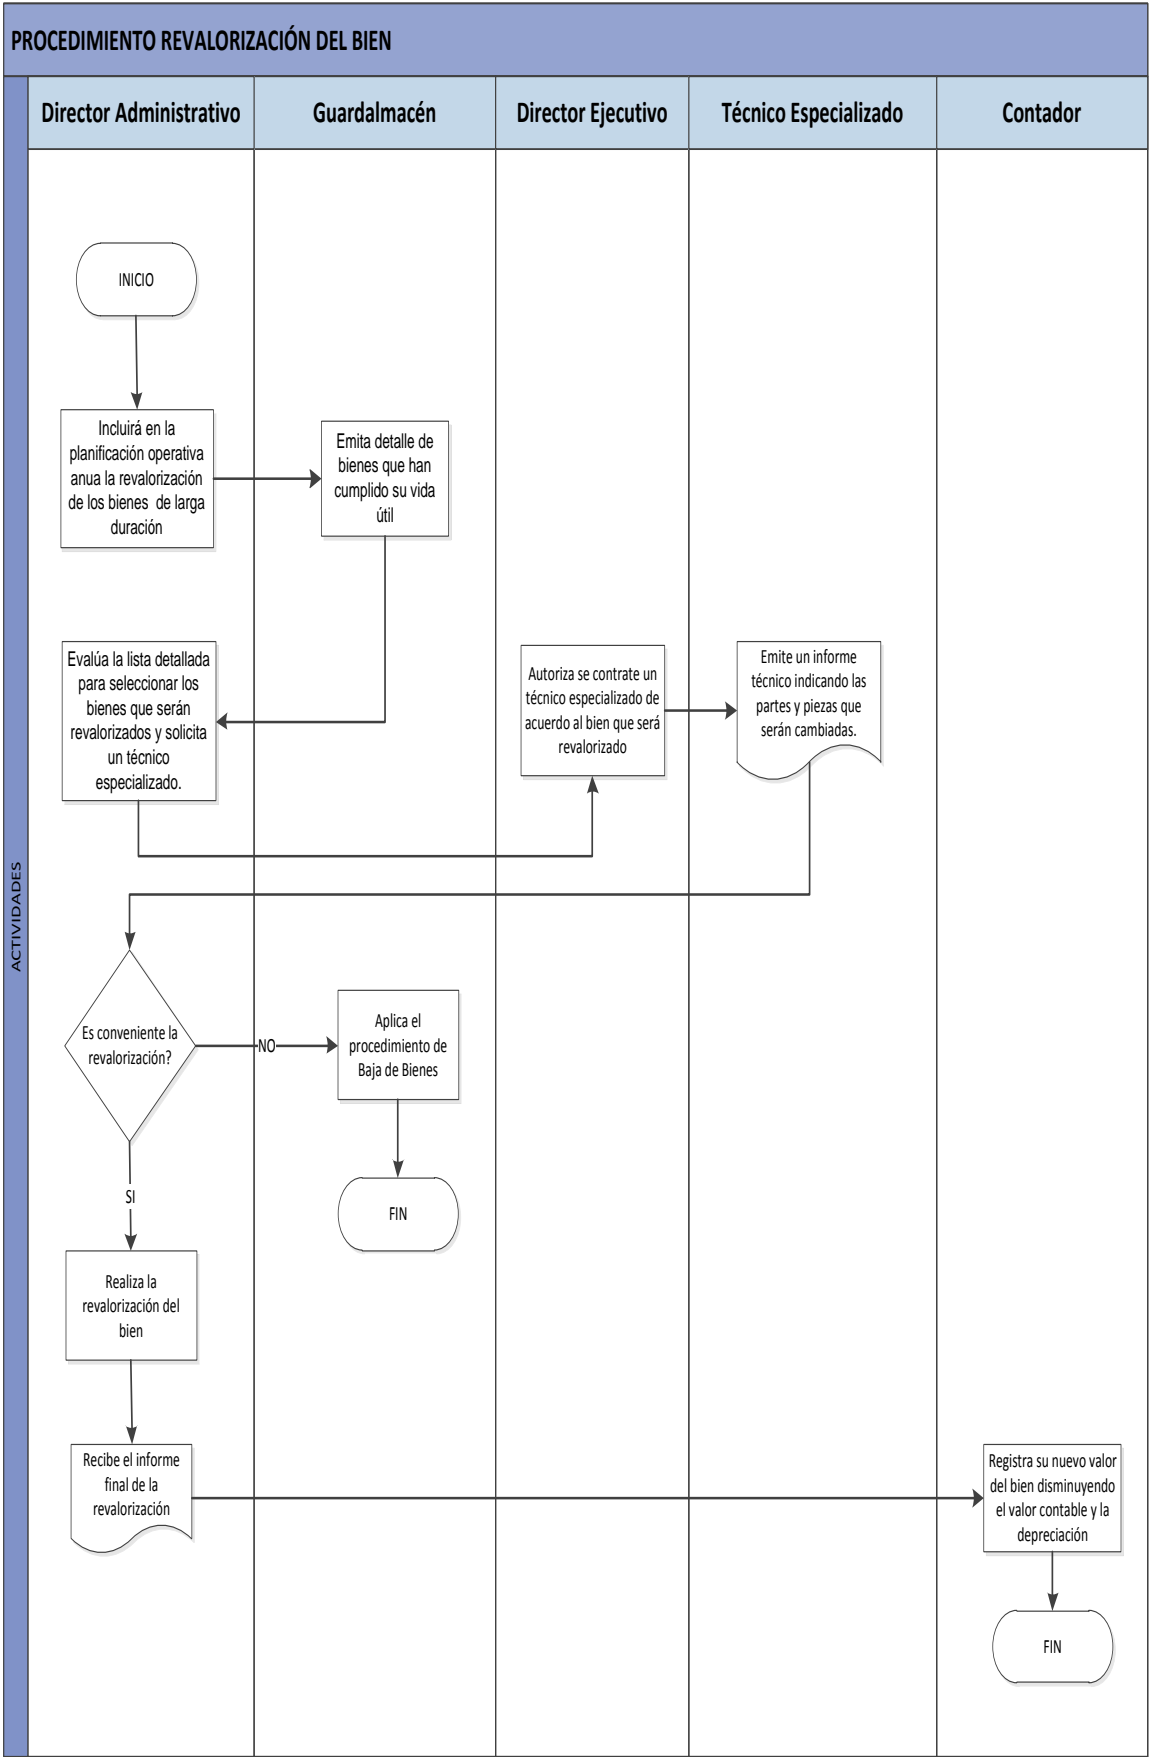 PROCEDIMIENTO REVALORIZACIÓN DEL BIEN
Director Administrativo
Guardalmacén
Director Ejecutivo
Técnico Especializado
Contador
ACTIVIDADES
INICIO
Incluirá en la
planificación operativa
anua la revalorización
de los bienes de larga
duración
Emita detalle de
bienes que han
cumplido su vida
útil
Evalúa la lista detallada
para seleccionar los
bienes que serán
revalorizados y solicita
un técnico
especializado.
Autoriza se contrate un
técnico especializado de
acuerdo al bien que será
revalorizado
Emite un informe
técnico indicando las
partes y piezas que
serán cambiadas.
Es conveniente la
revalorización?
NO
Aplica el
procedimiento de
Baja de Bienes
FIN
SI
Realiza la
revalorización del
bien
Recibe el informe
final de la
revalorización
Registra su nuevo valor
del bien disminuyendo
el valor contable y la
depreciación
FIN